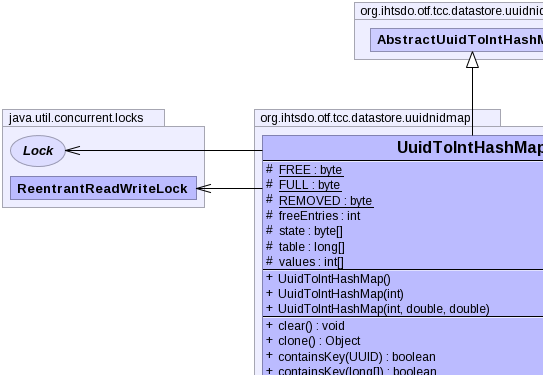 org.ihtsdo.otf.tcc.datastore.uuidnid
AbstractUuidToIntHashM
java.util.concurrent.locks
org.ihtsdo.otf.tcc.datastore.uuidnidmap
Lock
UuidToIntHashMap
ReentrantReadWriteLock
# FREE : byte
# FULL : byte
# REMOVED : byte
# freeEntries : int
# state : byte[]
# table : long[]
# values : int[]
+ UuidToIntHashMap()
+ UuidToIntHashMap(int)
+ UuidToIntHashMap(int, double, double)
+ clear() : void
+ clone() : Object
+ containsKey(UUID) : boolean
+ containsKey(long[]) : boolean